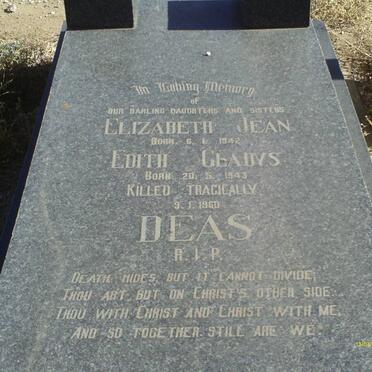 In Loving Memory
OF
OUR DARLING DAUGHTERS AND SISTERS
ELIZABETH JEAN
BORN. 6. 1. 1942
EDITH GLADYS
BORN 20. 5. 1943
KILLED TRAGICALLY
9. 1. 1960
DEAS
R.I.P.
DEATH HIDES, BUT IT CANNOT DIVIDE;
THOU ART BUT ON CHRIST'S OTHER SIDE:
THOU WITH CHRIST AND CHRIST WITH ME,
AND SO TOGETHER STILL ARE WE.